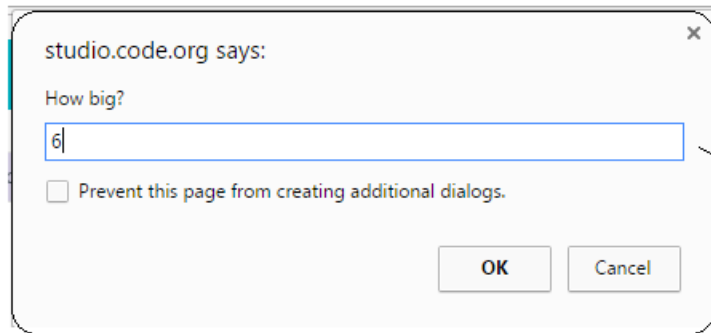 studio.code.org says:
How big?
6
Prevent this page from creating additional dialogs.
OK Cancel